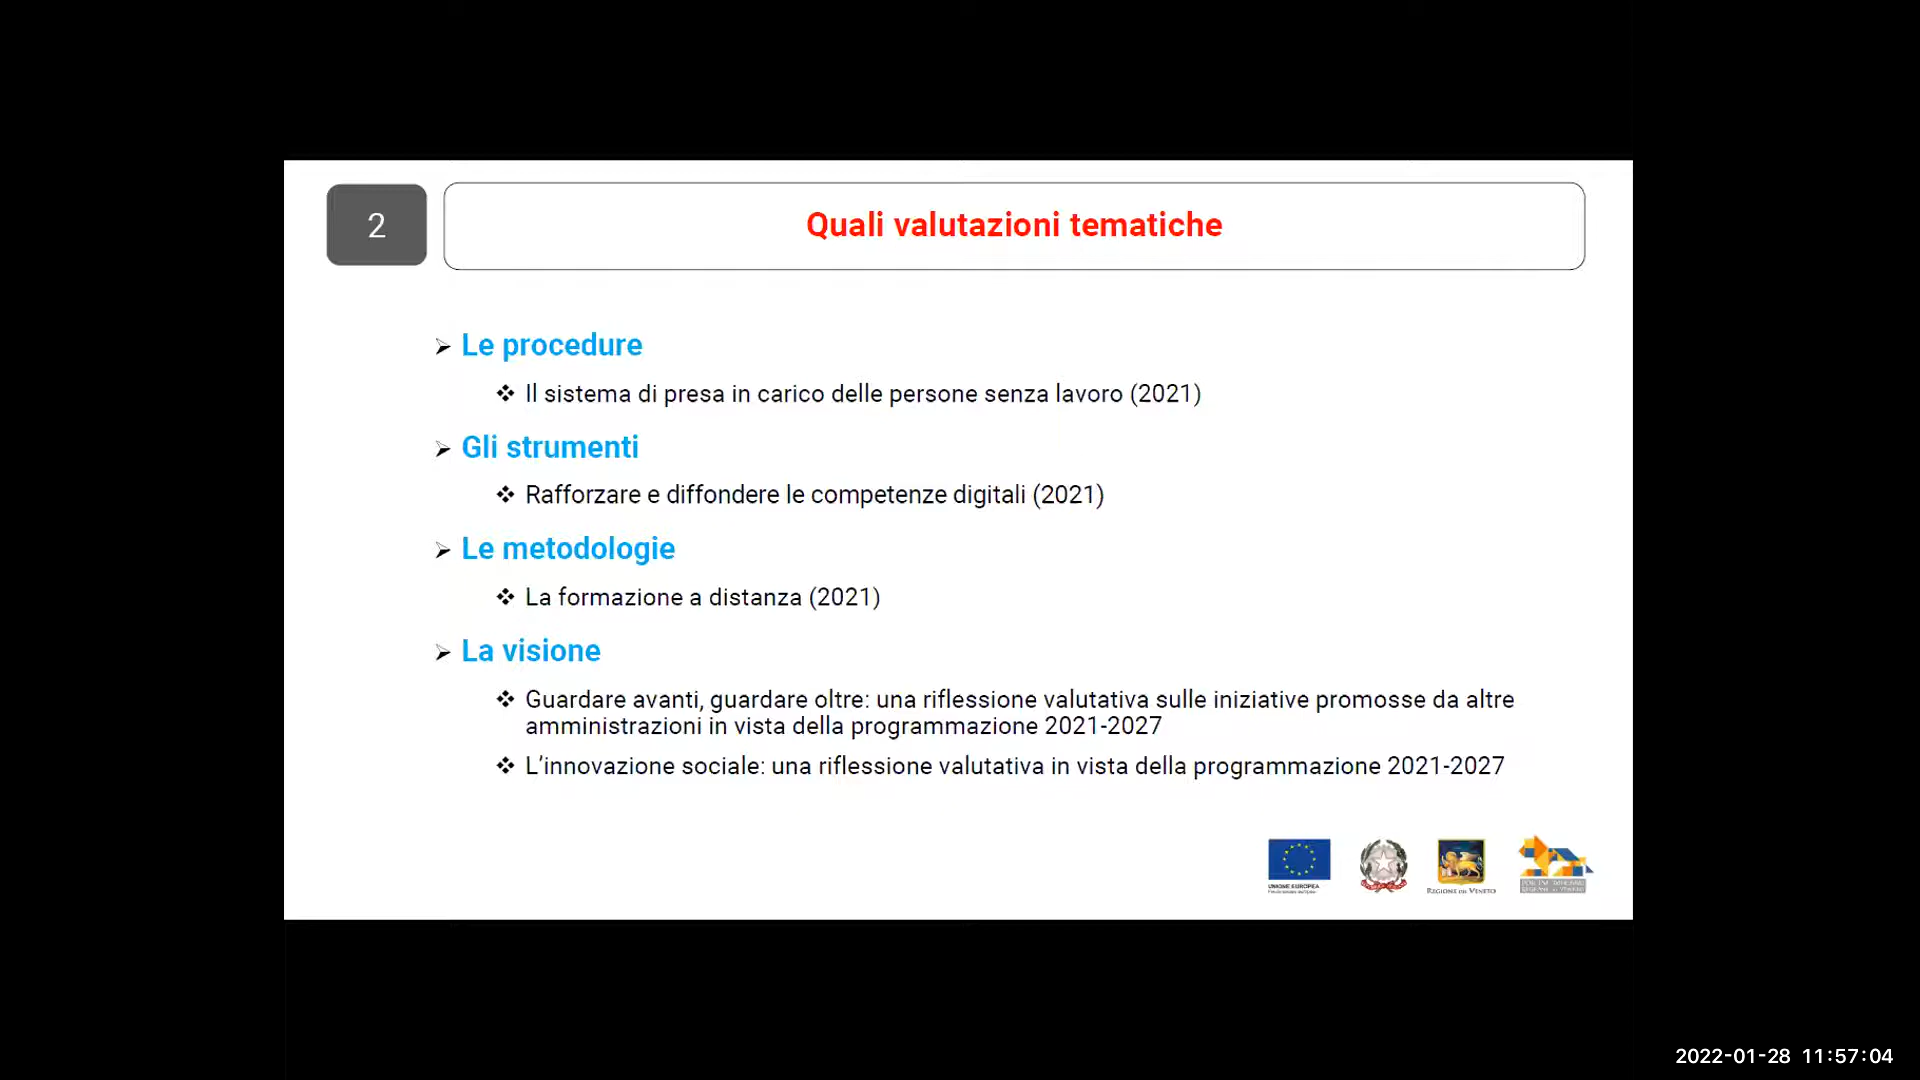 2
Quali valutazioni tematiche
Le procedure
Il sistema di presa in carico delle persone senza lavoro (2021)
Gli strumenti
Rafforzare e diffondere le competenze digitali (2021)
Le metodologie
La formazione a distanza (2021)
La visione
Guardare avanti, guardare oltre: una riflessione valutativa sulle iniziative promosse da altre
amministrazioni in vista della programmazione 2021-2027
L'innovazione sociale: una riflessione valutativa in vista della programmazione 2021-2027
UNIONE EUROPEA
REGIONE DEL VENETO
2022-01-28 11:57:04